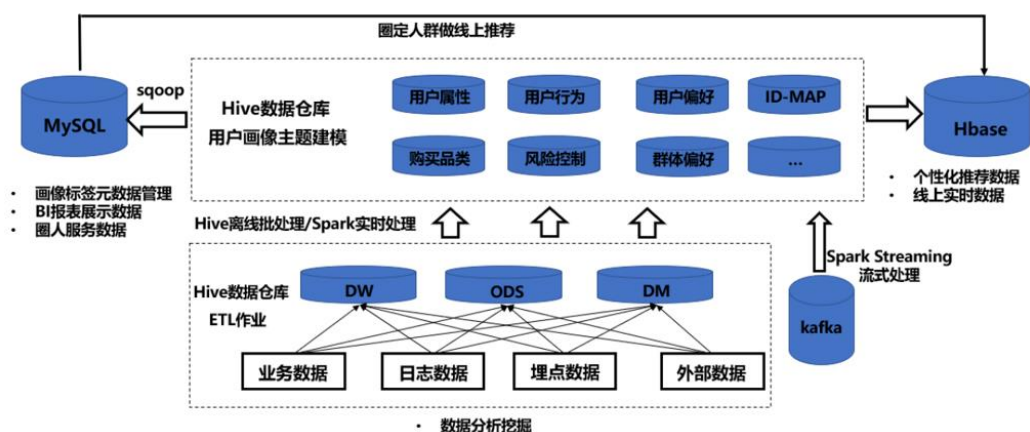 圈定人群做线上推荐
sqoop
MySQL
Hive数据仓库
用户画像主题建模
用户属性
用户行为
用户偏好
ID-MAP
购买品类
风险控制
群体偏好
...
Hbase
• 画像标签元数据管理
• BI报表展示数据
• 圈人服务数据
• 个性化推荐数据
• 线上实时数据
Hive离线批处理/Spark实时处理
Spark Streaming
流式处理
Hive数据仓库
ETL作业
DW
ODS
DM
kafka
业务数据
日志数据
埋点数据
外部数据
• 数据分析挖掘